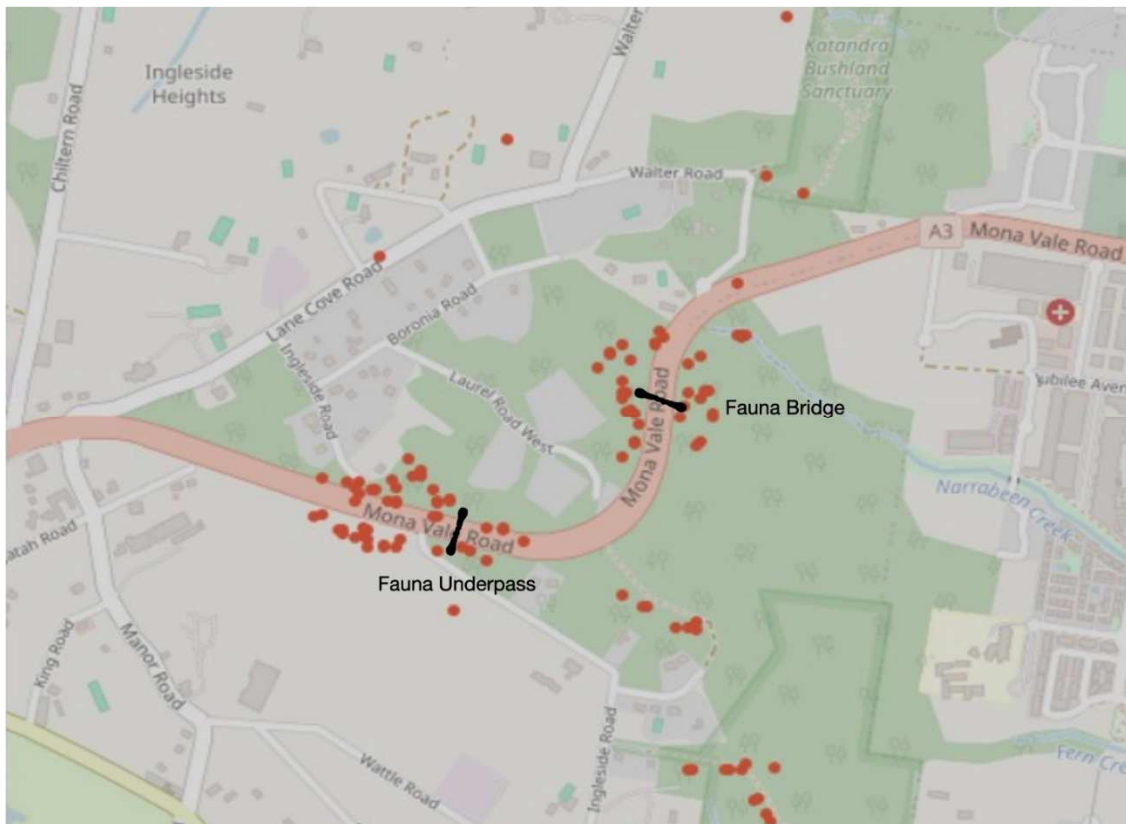 Katandra
Bushland
Sanctuary
Walter
Ingleside
Heights
Chiltern Road
Walter Road
A3
Mona Vale Road
Lane Cove Road
Boronia Road
Ingleside Road
Laurel Road West
Jubilee Aven
Mona Vale Road
Fauna Bridge
Narrabeen Creek
Mona Vale Road
Fauna Underpass
atah Road
King Road
Manor Road
Wattle Road
Ingleside Road
Fern Cre